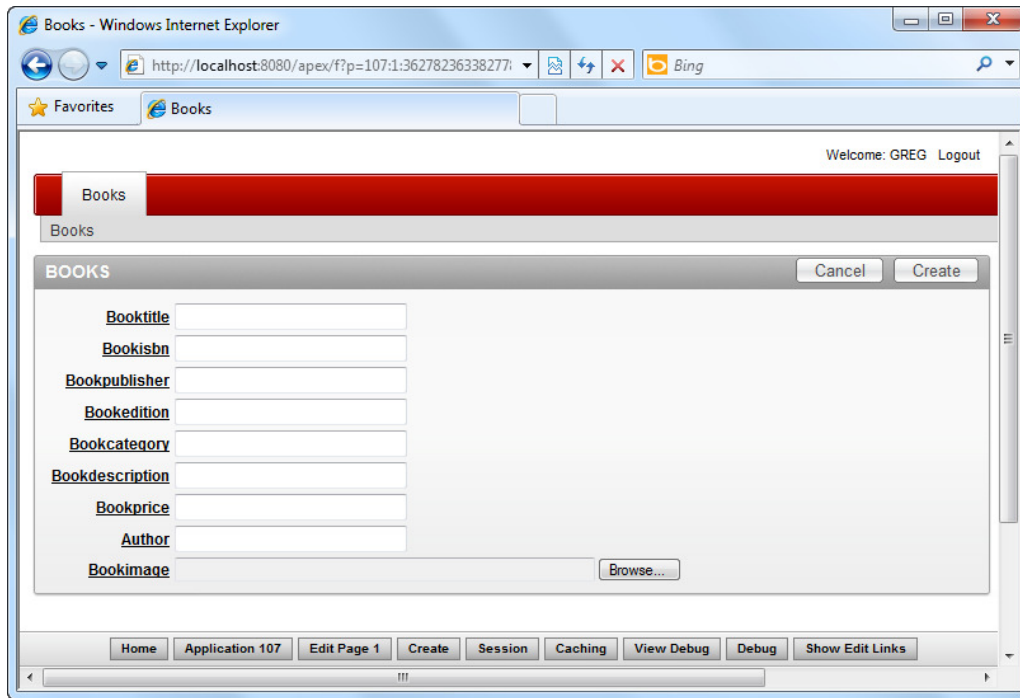 Books - Windows Internet Explorer
http://localhost:8080/apex/f?p=107:1:36278236338277
Bing
Favorites
Books
Welcome: GREG Logout
Books
Books
BOOKS
Cancel
Create
Booktitle
Bookisbn
Bookpublisher
Bookedition
Bookcategory
Bookdescription
Bookprice
Author
Bookimage
Browse...
Home Application 107 Edit Page 1 Create Session Caching View Debug Debug Show Edit Links